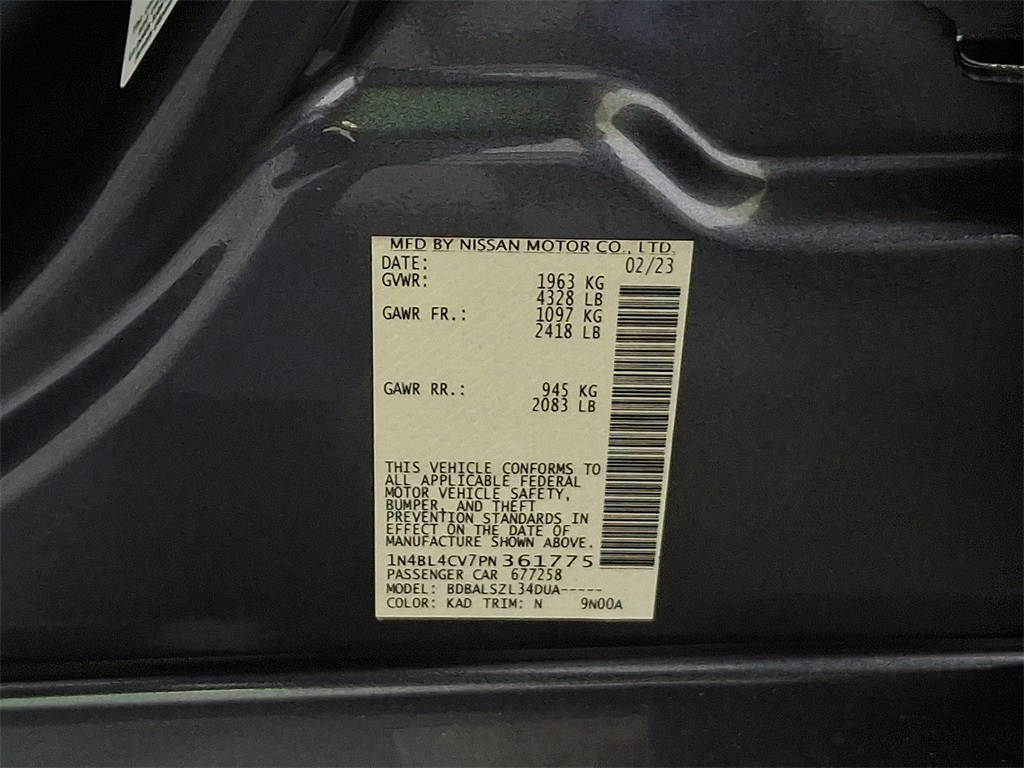 MFD BY NISSAN MOTOR CO., LTD.
DATE: 02/23
GVWR: 1963 KG
4328 LB
GAWR FR.: 1097 KG
2418 LB
GAWR RR.: 945 KG
2083 LB
THIS VEHICLE CONFORMS TO
ALL APPLICABLE FEDERAL
MOTOR VEHICLE SAFETY,
BUMPER, AND THEFT
PREVENTION STANDARDS IN
EFFECT ON THE DATE OF
MANUFACTURE SHOWN ABOVE.
1N4BL4CV7PN361775
PASSENGER CAR 677258
MODEL: BDBALSZL34DUA-----
COLOR: KAD TRIM: N 9N00A